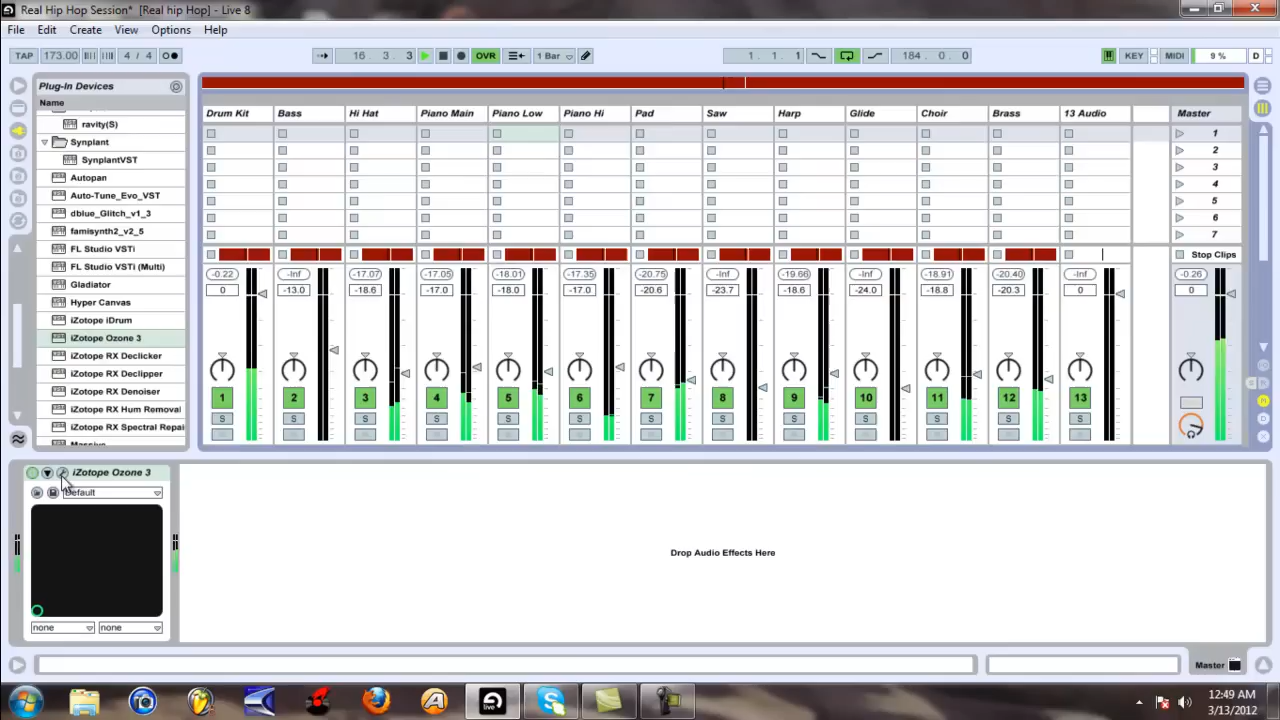 Real Hip Hop Session* [Real hip Hop] - Live 8
File Edit Create View Options Help
TAP 173.00 4 / 4 16 . 3 . 3 OVR 1 Bar 1 . 1 . 1 184 . 0 . 0 KEY MIDI 9 % D
Plug-In Devices
Name
ravity(S)
Synplant
SynplantVST
Autopan
Auto-Tune_Evo_VST
dblue_Glitch_v1_3
famisynth2_v2_5
FL Studio VSTi
FL Studio VSTi (Multi)
Gladiator
Hyper Canvas
iZotope iDrum
iZotope Ozone 3
iZotope RX Declicker
iZotope RX Declipper
iZotope RX Denoiser
iZotope RX Hum Removal
iZotope RX Spectral Repai
Massive
Drum Kit Bass Hi Hat Piano Main Piano Low Piano Hi Pad Saw Harp Glide Choir Brass 13 Audio Master
1
2
3
4
5
6
7
Stop Clips
-0.22 -Inf -17.07 -17.05 -18.01 -17.35 -20.75 -Inf -19.66 -Inf -18.91 -20.40 -Inf -0.26
0 -13.0 -18.6 -17.0 -18.0 -17.0 -20.6 -23.7 -18.6 -24.0 -18.8 -20.3 0 0
1 2 3 4 5 6 7 8 9 10 11 12 13
S S S S S S S S S S S S S
iZotope Ozone 3
Default
none none
Drop Audio Effects Here
Master
live
12:49 AM
3/13/2012